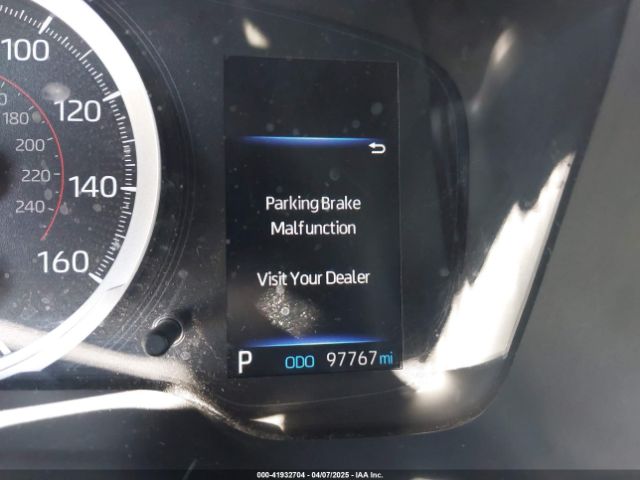 100
120
140
160
180
200
220
240
Parking Brake
Malfunction
Visit Your Dealer
P ODO 97767 mi
000-41932704 - 04/07/2025 - IAA Inc.